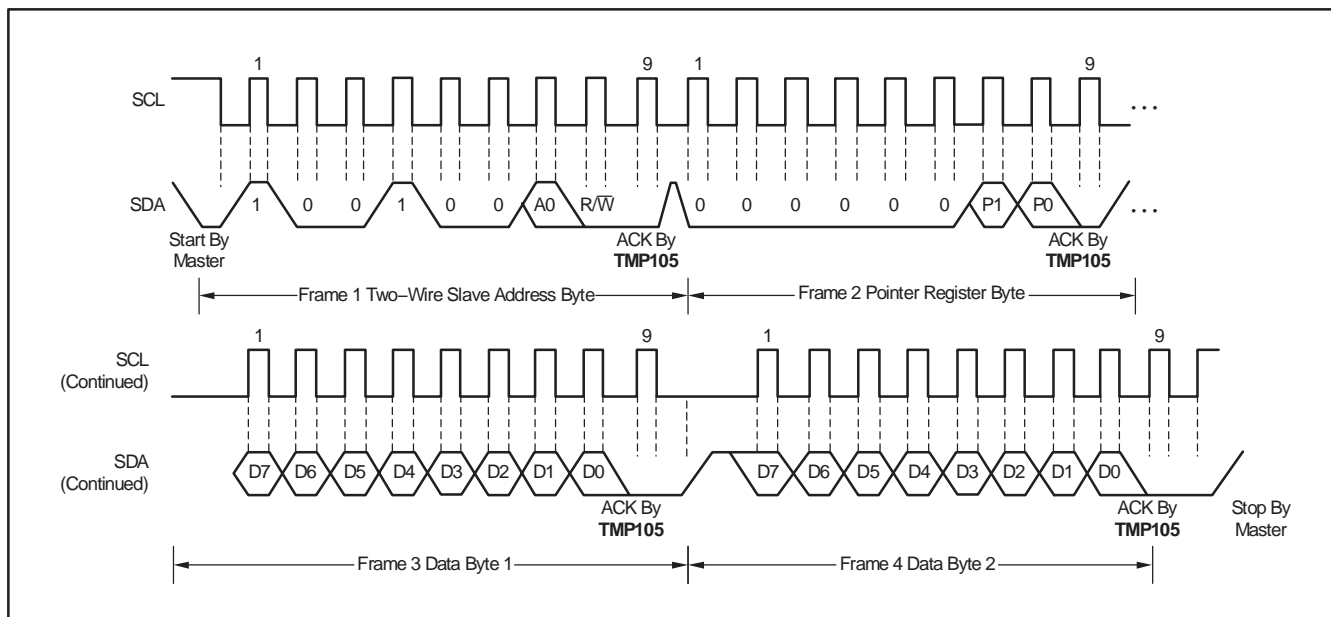 1 9 1 9
SCL ...
SDA 1 0 0 1 0 0 A0 R/W̅ 0 0 0 0 0 0 P1 P0 ...
Start By Master
ACK By TMP105
ACK By TMP105
Frame 1 Two–Wire Slave Address Byte
Frame 2 Pointer Register Byte
1 9 1 9
SCL (Continued)
SDA (Continued) D7 D6 D5 D4 D3 D2 D1 D0 D7 D6 D5 D4 D3 D2 D1 D0
ACK By TMP105
ACK By TMP105
Stop By Master
Frame 3 Data Byte 1
Frame 4 Data Byte 2